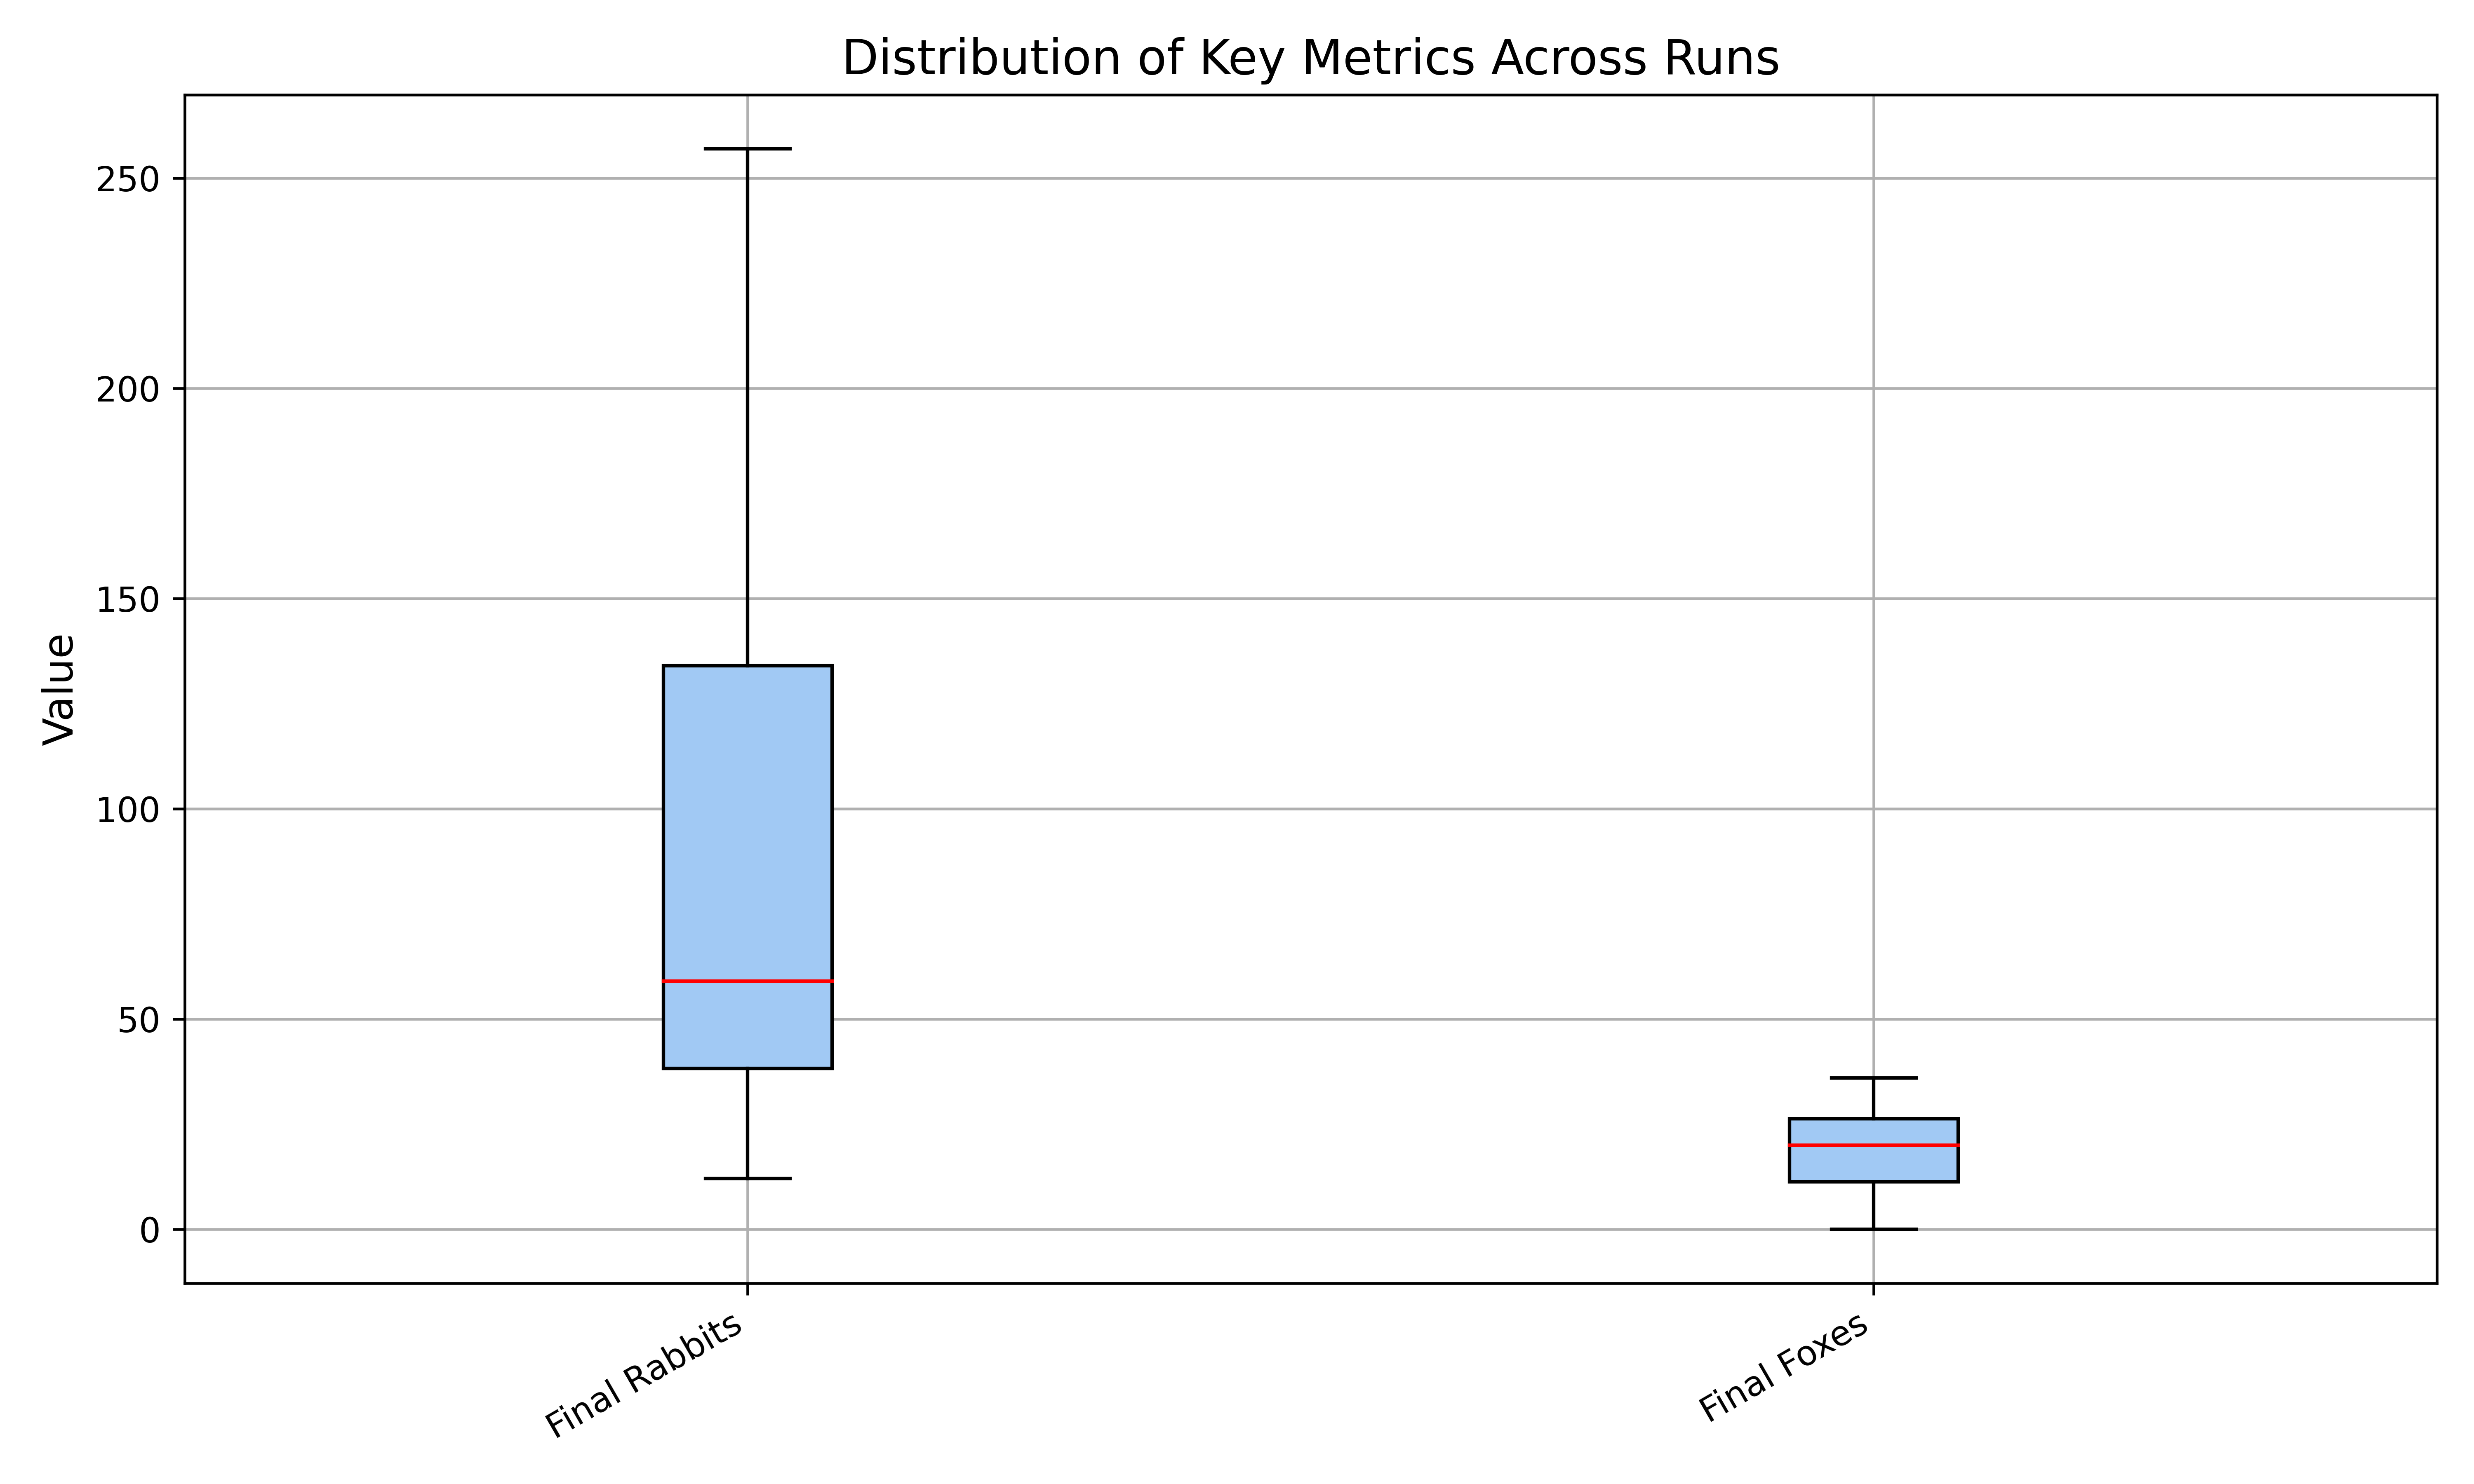 Distribution of Key Metrics Across Runs
Value
250
200
150
100
50
0
Final Rabbits
Final Foxes